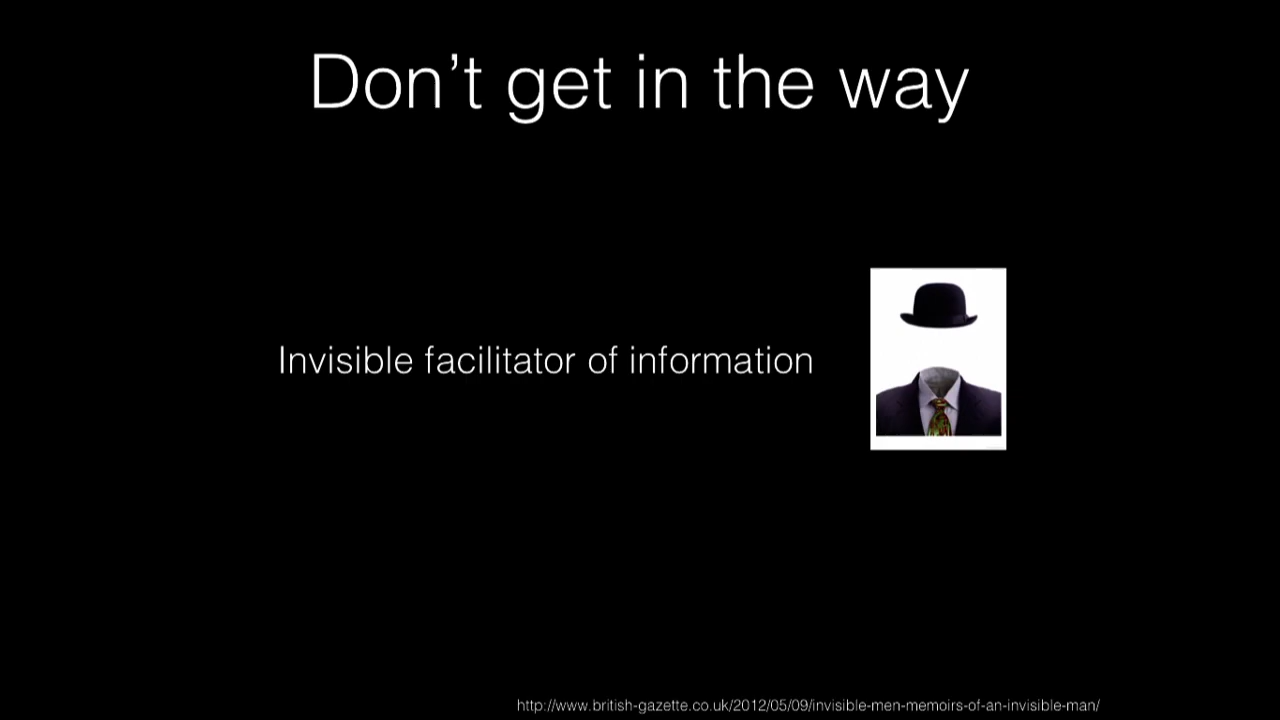 Don’t get in the way
Invisible facilitator of information
http://www.british-gazette.co.uk/2012/05/09/invisible-men-memoirs-of-an-invisible-man/